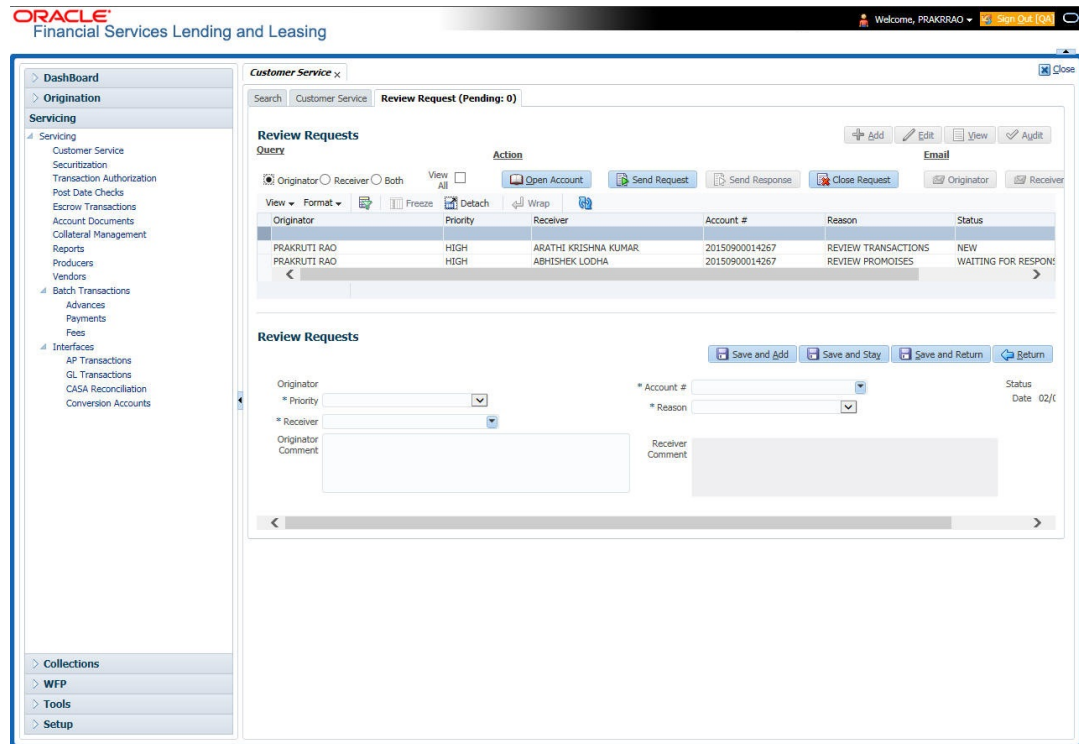 ORACLE
Financial Services Lending and Leasing
Welcome, PRAKRRAO
Sign Out [QA]
DashBoard
Origination
Servicing
Servicing
Customer Service
Securitization
Transaction Authorization
Post Date Checks
Escrow Transactions
Account Documents
Collateral Management
Reports
Producers
Vendors
Batch Transactions
Advances
Payments
Fees
Interfaces
AP Transactions
GL Transactions
CASA Reconciliation
Conversion Accounts
Collections
WFP
Tools
Setup
Customer Service x
Close
Search Customer Service Review Request (Pending: 0)
Review Requests
Add Edit View Audit
Query Action Email
Originator Receiver Both View All Open Account Send Request Send Response Close Request Originator Receiver
View Format Freeze Detach Wrap
Originator Priority Receiver Account # Reason Status
PRAKRUTI RAO HIGH ARATHI KRISHNA KUMAR 20150900014267 REVIEW TRANSACTIONS NEW
PRAKRUTI RAO HIGH ABHISHEK LODHA 20150900014267 REVIEW PROMOISES WAITING FOR RESPONS
Review Requests
Save and Add Save and Stay Save and Return Return
Originator * Account # Status
* Priority * Reason Date 02/0
* Receiver
Originator Comment Receiver Comment